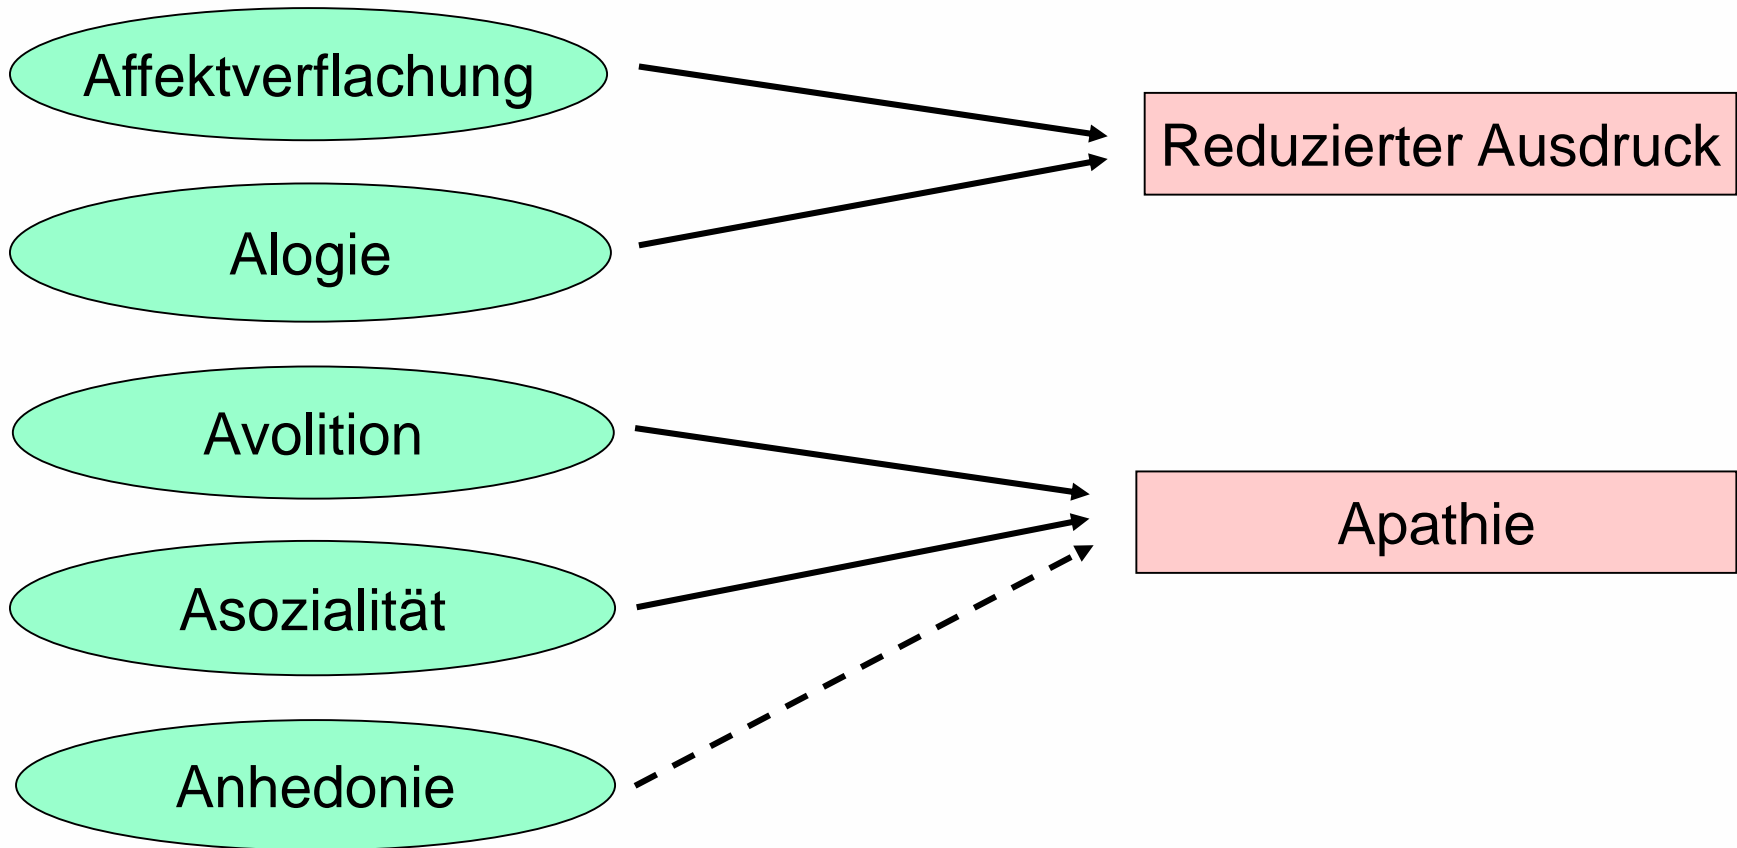 Affektverflachung
Reduzierter Ausdruck
Alogie
Avolition
Apathie
Asozialität
Anhedonie